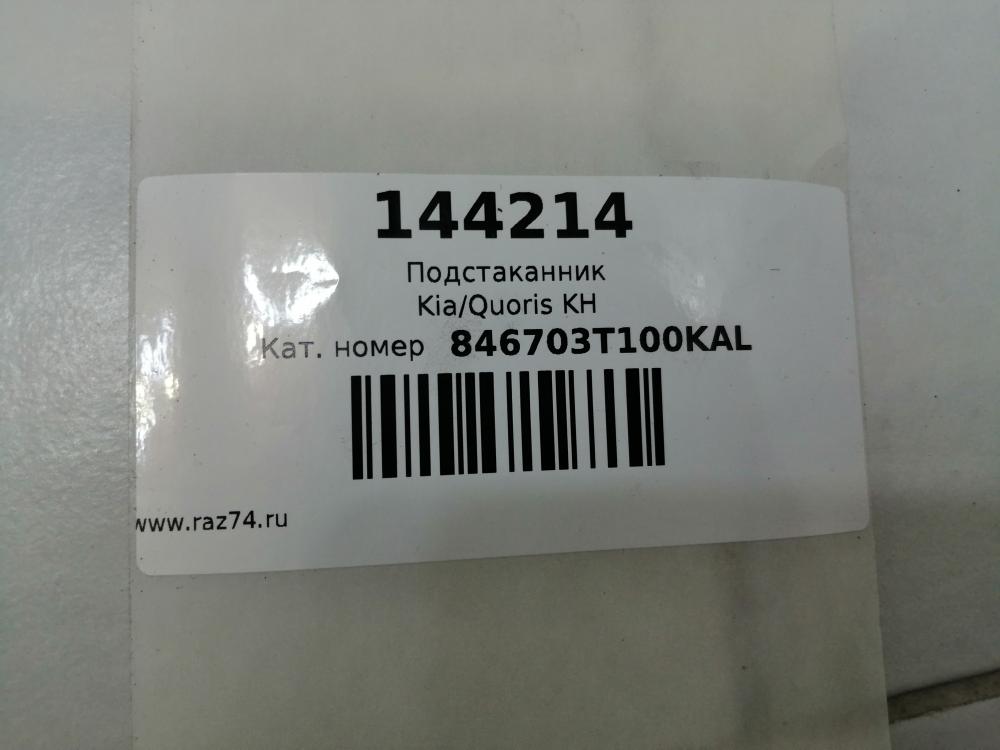 144214
Подстаканник
Kia/Quoris KH
Кат. номер 846703T100KAL
www.raz74.ru